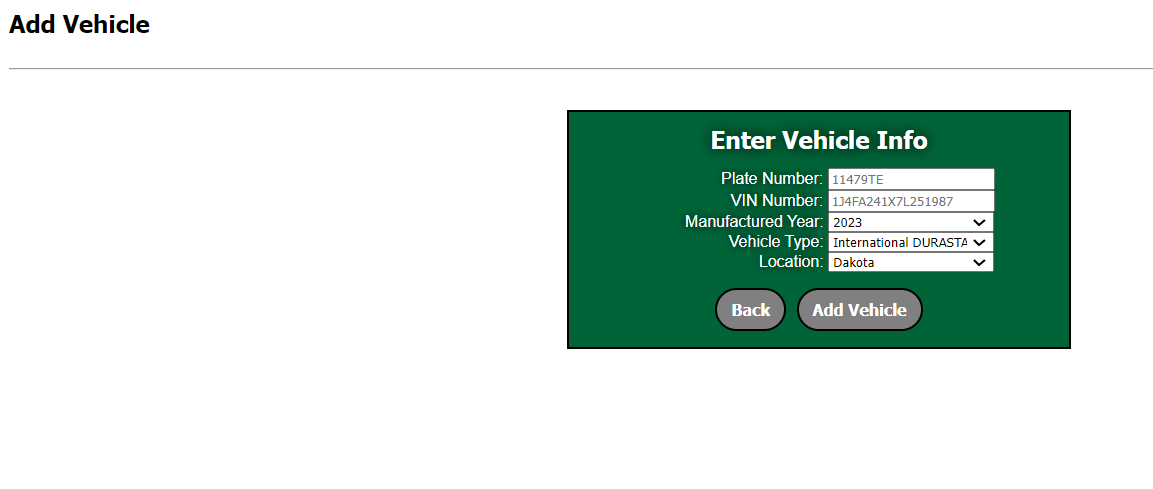 Add Vehicle
Enter Vehicle Info
Plate Number: 11479TE
VIN Number: 1J4FA241X7L251987
Manufactured Year: 2023
Vehicle Type: International DURASTA
Location: Dakota
Back Add Vehicle